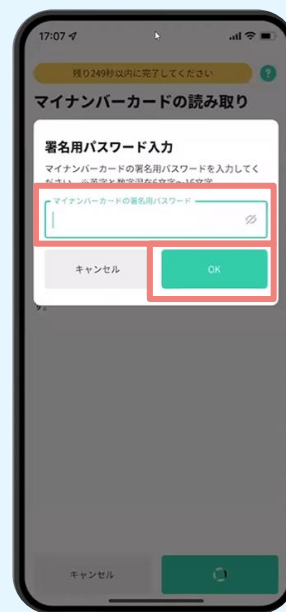 17:07
残り249秒以内に完了してください
?
マイナンバーカードの読み取り
署名用パスワード入力
マイナンバーカードの署名用パスワードを入力してく
ださい。※英字と数字混在6文字〜16文字
マイナンバーカードの署名用パスワード
キャンセル
OK
す。
キャンセル